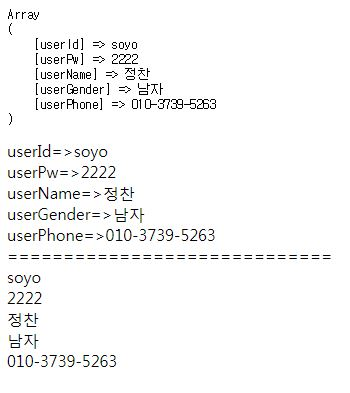 Array
(
    [userId] => soyo
    [userPw] => 2222
    [userName] => 정찬
    [userGender] => 남자
    [userPhone] => 010-3739-5263
)
userId=>soyo
userPw=>2222
userName=>정찬
userGender=>남자
userPhone=>010-3739-5263
=============================
soyo
2222
정찬
남자
010-3739-5263